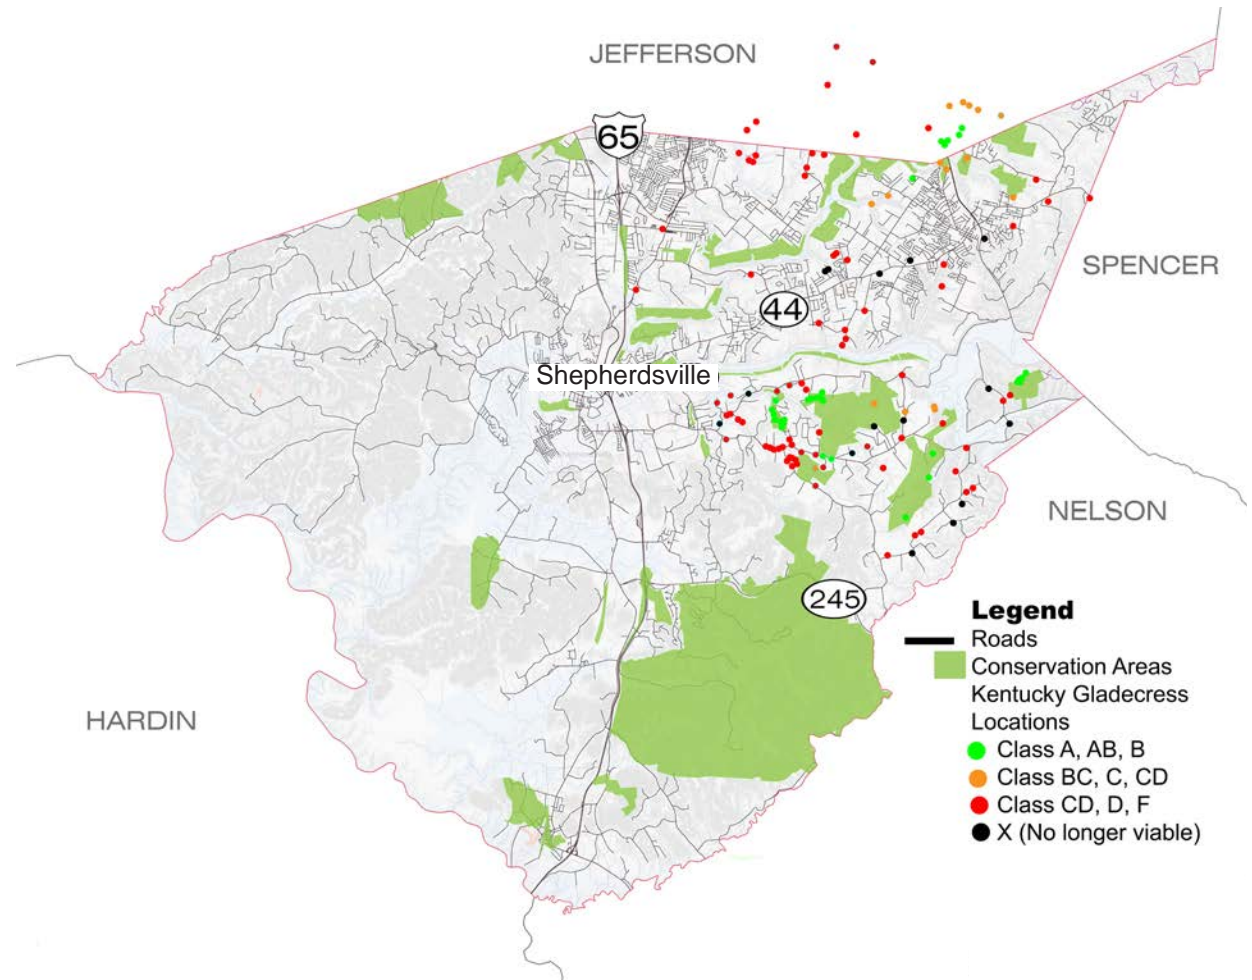 JEFFERSON
65
SPENCER
44
Shepherdsville
NELSON
245
Legend
Roads
Conservation Areas
Kentucky Gladecress
Locations
Class A, AB, B
Class BC, C, CD
Class CD, D, F
X (No longer viable)
HARDIN